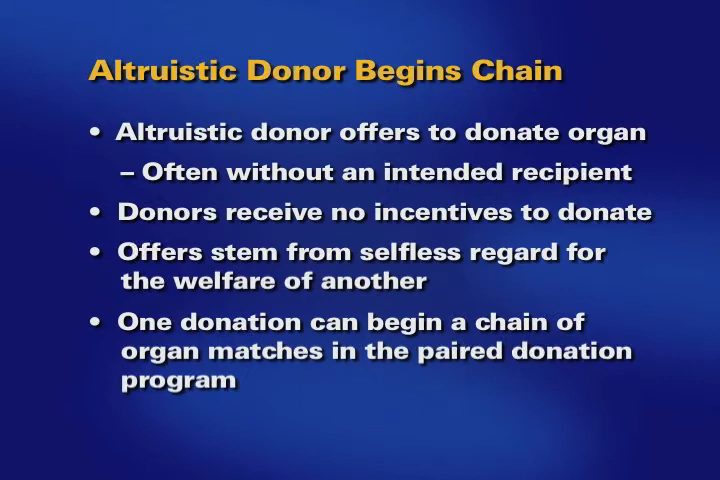 Altruistic Donor Begins Chain
• Altruistic donor offers to donate organ
– Often without an intended recipient
• Donors receive no incentives to donate
• Offers stem from selfless regard for
the welfare of another
• One donation can begin a chain of
organ matches in the paired donation
program